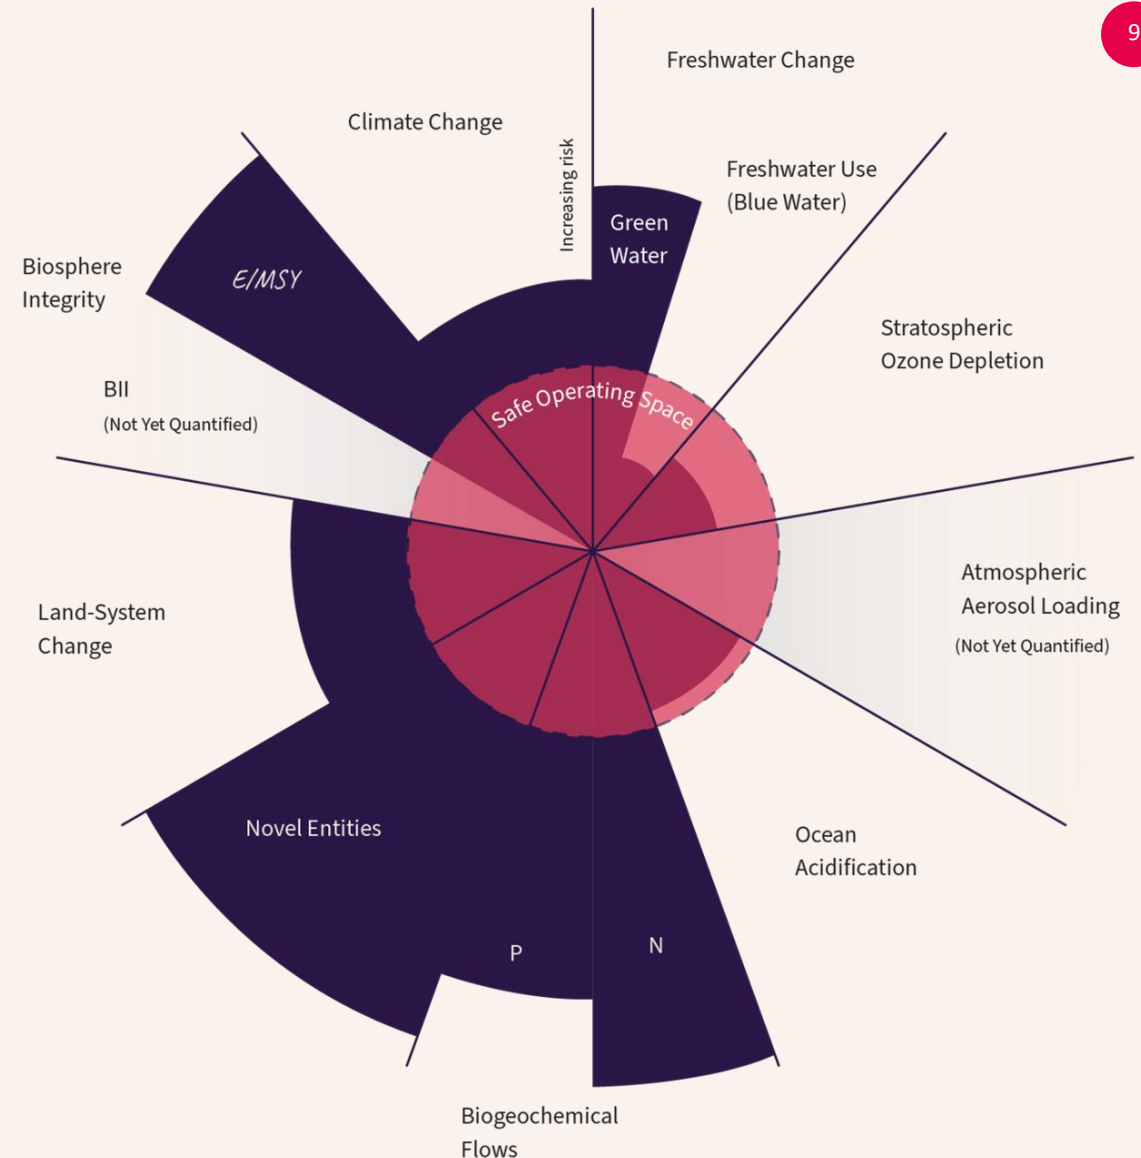 9
Freshwater Change
Climate Change
Increasing risk
Freshwater Use
(Blue Water)
Green
Water
Biosphere
Integrity
E/MSY
Stratospheric
Ozone Depletion
BII
(Not Yet Quantified)
Safe Operating Space
Land-System
Change
Atmospheric
Aerosol Loading
(Not Yet Quantified)
Novel Entities
Ocean
Acidification
P
N
Biogeochemical
Flows